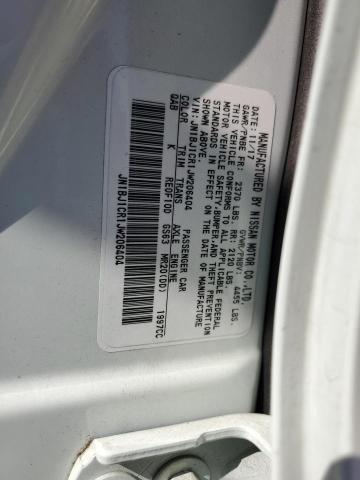 MANUFACTURED BY NISSAN MOTOR CO.,LTD.
DATE: 11/17 GVWR/PNBV: 4455 LBS.
GAWR/PNBE FR: 2370 LBS. RR: 2120 LBS.
THIS VEHICLE CONFORMS TO ALL APPLICABLE FEDERAL
MOTOR VEHICLE SAFETY,BUMPER,AND THEFT PREVENTION
STANDARDS IN EFFECT ON THE DATE OF MANUFACTURE
SHOWN ABOVE.
VIN: JN1BJ1CR1JW206404 PASSENGER CAR
COLOR TRIM TRANS AXLE ENGINE
QAB K RE0F10D GS63 MR20(DD) 1997CC
JN1BJ1CR1JW206404